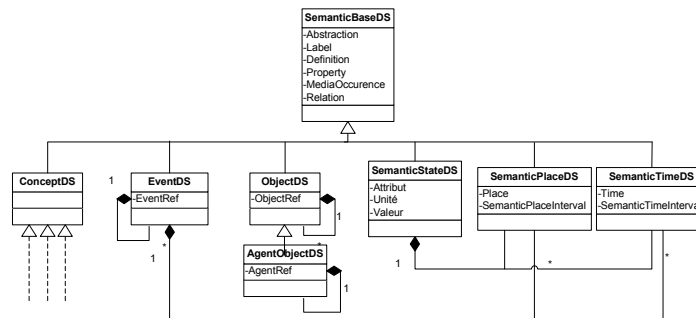 SemanticBaseDS
-Abstraction
-Label
-Definition
-Property
-MediaOccurence
-Relation
ConceptDS
EventDS
-EventRef
ObjectDS
-ObjectRef
SemanticStateDS
-Attribut
-Unité
-Valeur
SemanticPlaceDS
-Place
-SemanticPlaceInterval
SemanticTimeDS
-Time
-SemanticTimeInterval
1
1
*
1
*
AgentObjectDS
-AgentRef
1
1
*
*